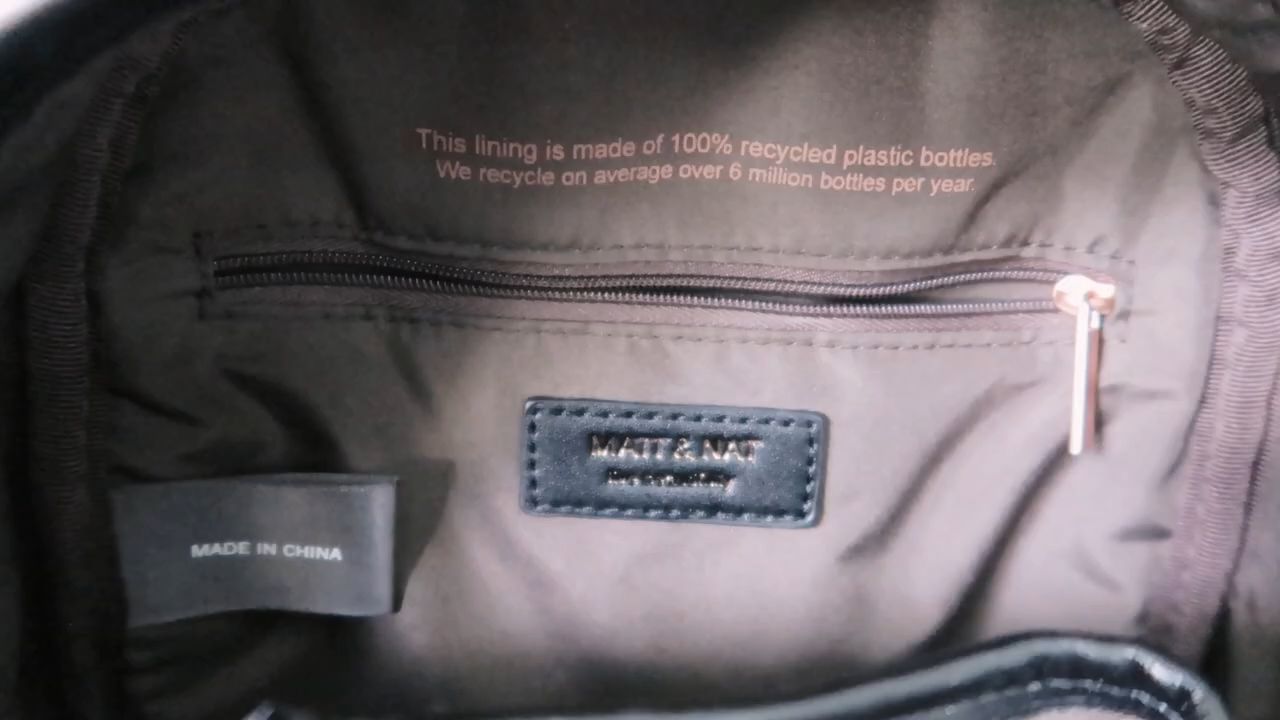 This lining is made of 100% recycled plastic bottles.
We recycle on average over 6 million bottles per year.
MATT & NAT
MADE IN CHINA